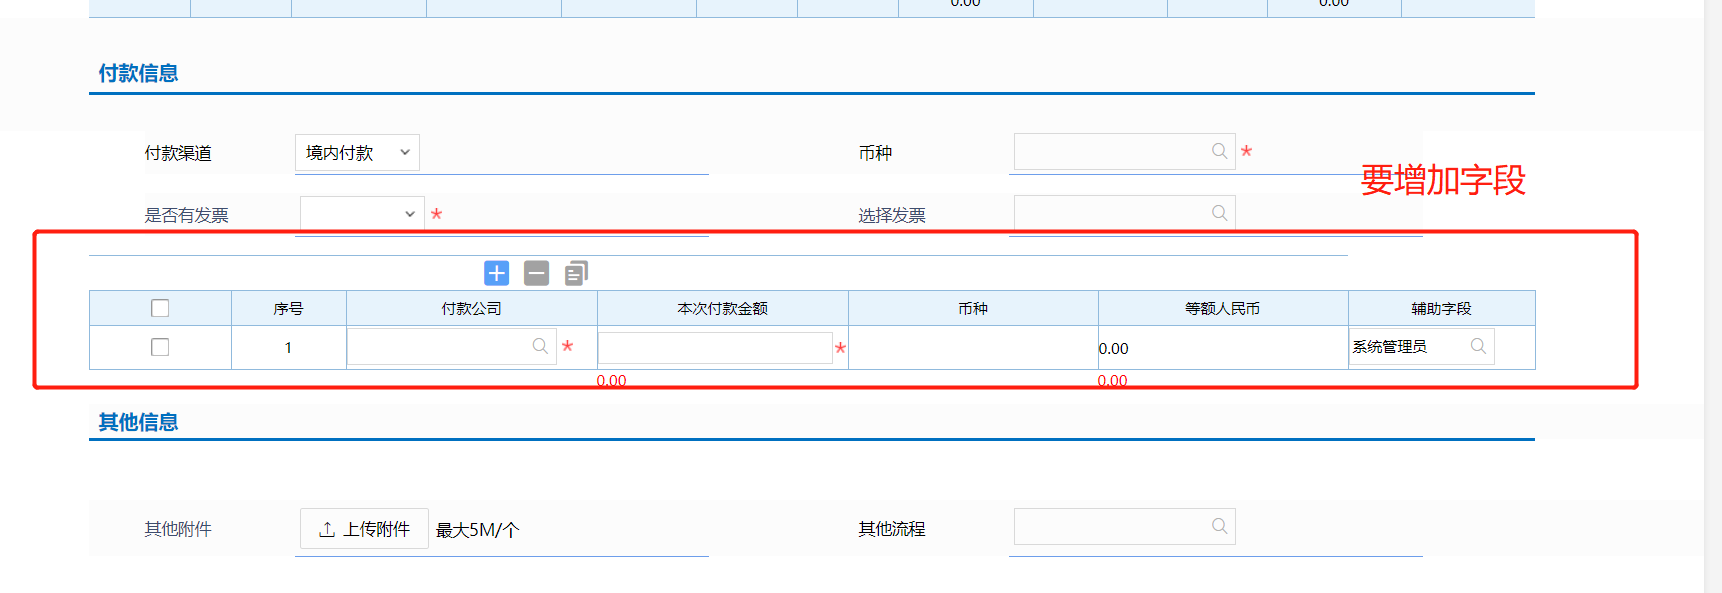 0.00 0.00
付款信息
付款渠道 境内付款 币种 *
要增加字段
是否有发票 * 选择发票
序号 付款公司 本次付款金额 币种 等额人民币 辅助字段
1 * * 0.00 系统管理员
0.00 0.00
其他信息
其他附件 上传附件 最大5M/个 其他流程